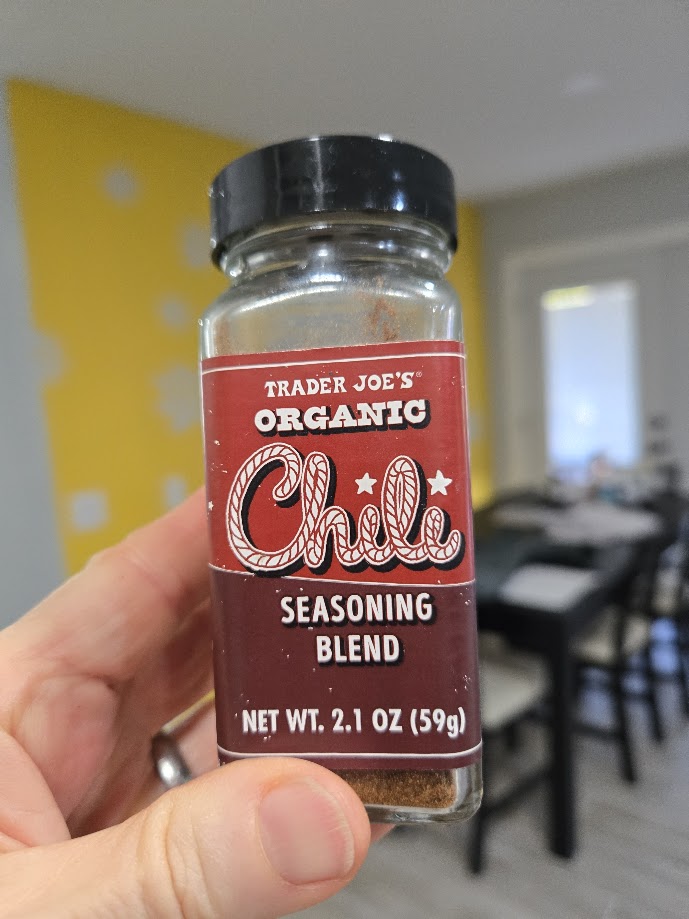 TRADER JOE'S®
ORGANIC
Chili
SEASONING
BLEND
NET WT. 2.1 OZ (59g)